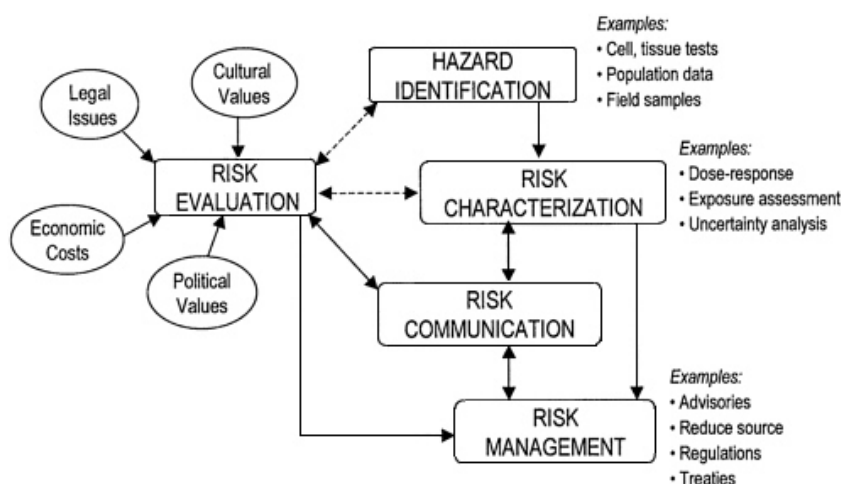 Examples:
• Cell, tissue tests
• Population data
• Field samples
HAZARD
IDENTIFICATION
Cultural
Values
Legal
Issues
RISK
EVALUATION
Economic
Costs
Political
Values
RISK
CHARACTERIZATION
Examples:
• Dose-response
• Exposure assessment
• Uncertainty analysis
RISK
COMMUNICATION
RISK
MANAGEMENT
Examples:
• Advisories
• Reduce source
• Regulations
• Treaties